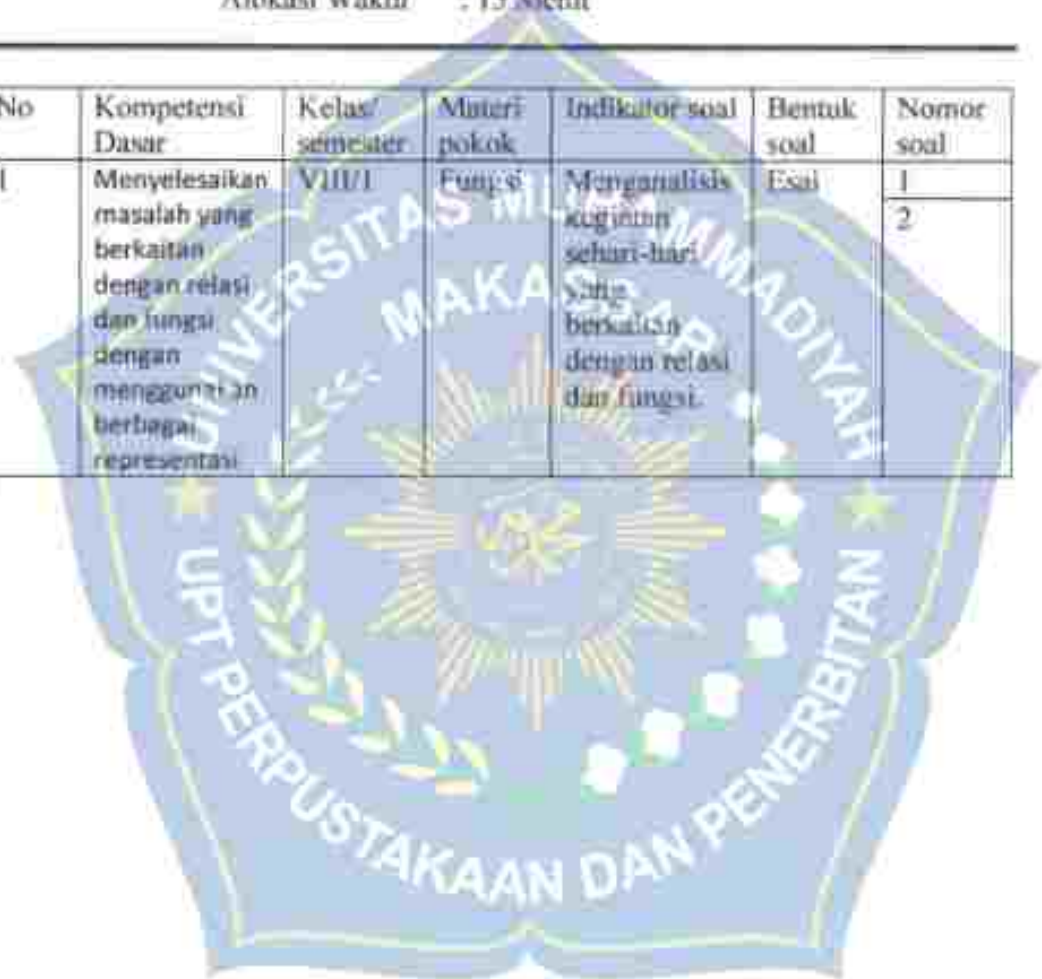 Alokasi Waktu : 15 Menit
No Kompetensi Kelas/ Materi Indikator soal Bentuk Nomor
Dasar semester pokok soal soal
1 Menyelesaikan VIII/1 Fungsi Menganalisis Esai 1
masalah yang kegiatan 2
berkaitan sehari-hari
dengan relasi yang
dan fungsi berkaitan
dengan dengan relasi
menggunakan dan fungsi.
berbagai
representasi
UNIVERSITAS MUHAMMADIYAH
MAKASSAR
UPT PERPUSTAKAAN DAN PENERBITAN